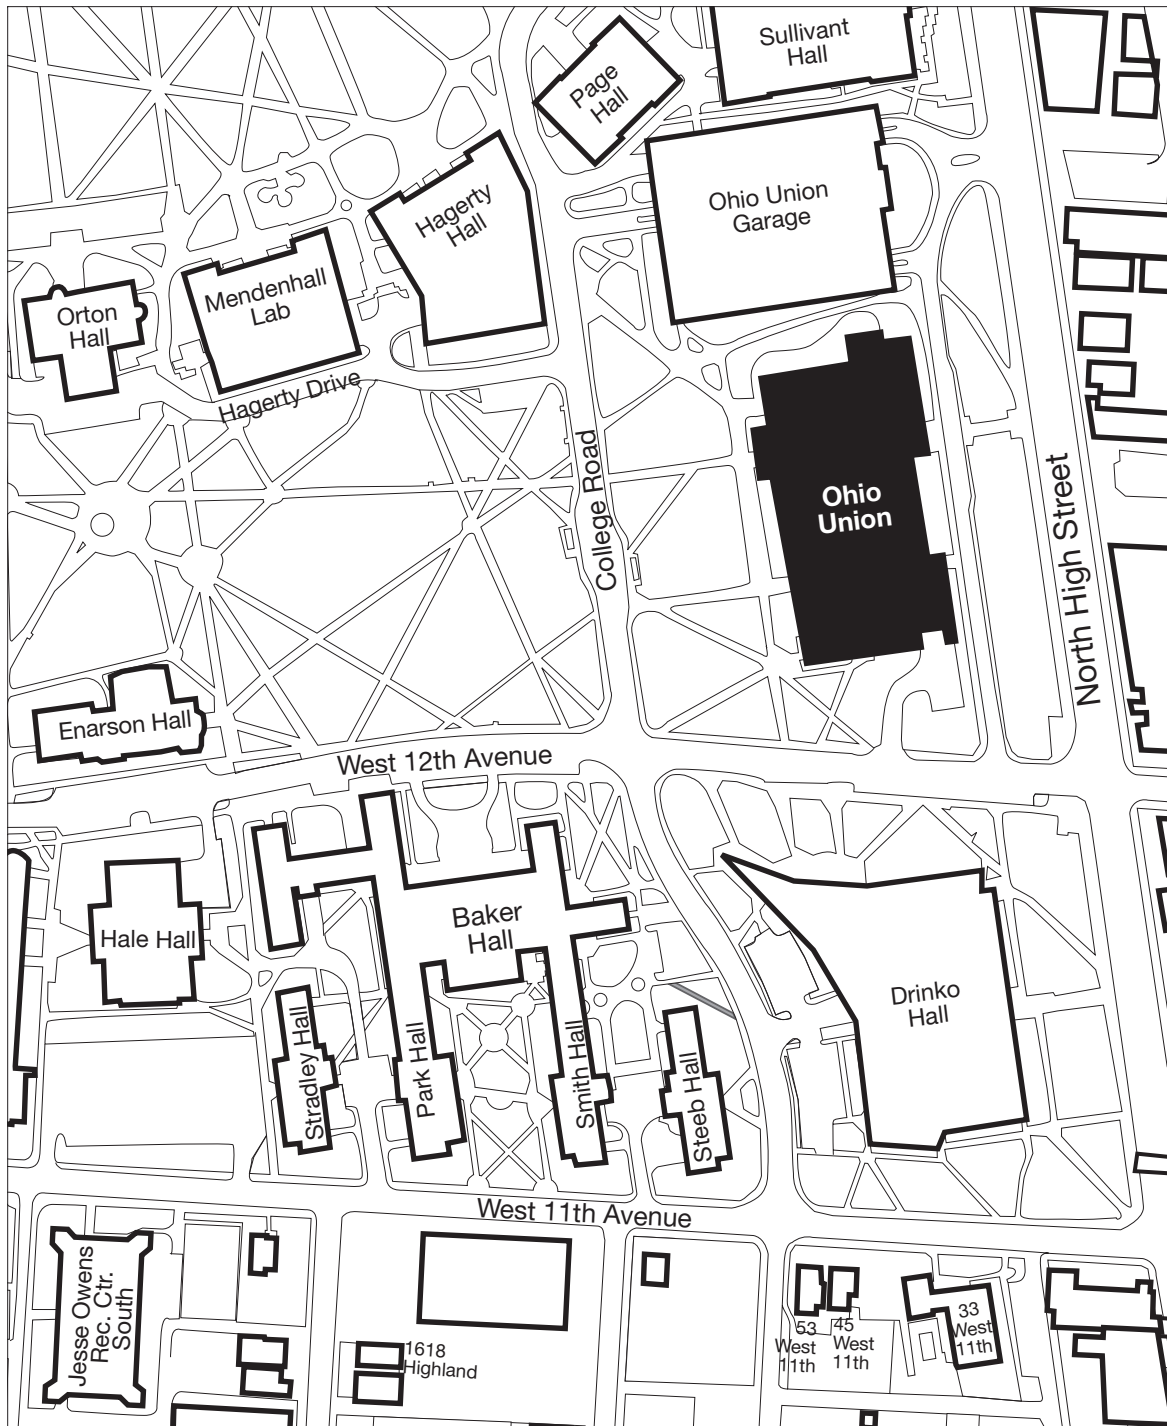 Sullivant
Hall
Page
Hall
Hagerty
Hall
Ohio Union
Garage
Mendenhall
Lab
Orton
Hall
Hagerty Drive
College Road
Ohio
Union
North High Street
Enarson Hall
West 12th Avenue
Baker
Hall
Hale Hall
Drinko
Hall
Stradley Hall
Park Hall
Smith Hall
Steeb Hall
West 11th Avenue
Jesse Owens
Rec. Ctr.
South
1618
Highland
53
West
11th
45
West
11th
33
West
11th